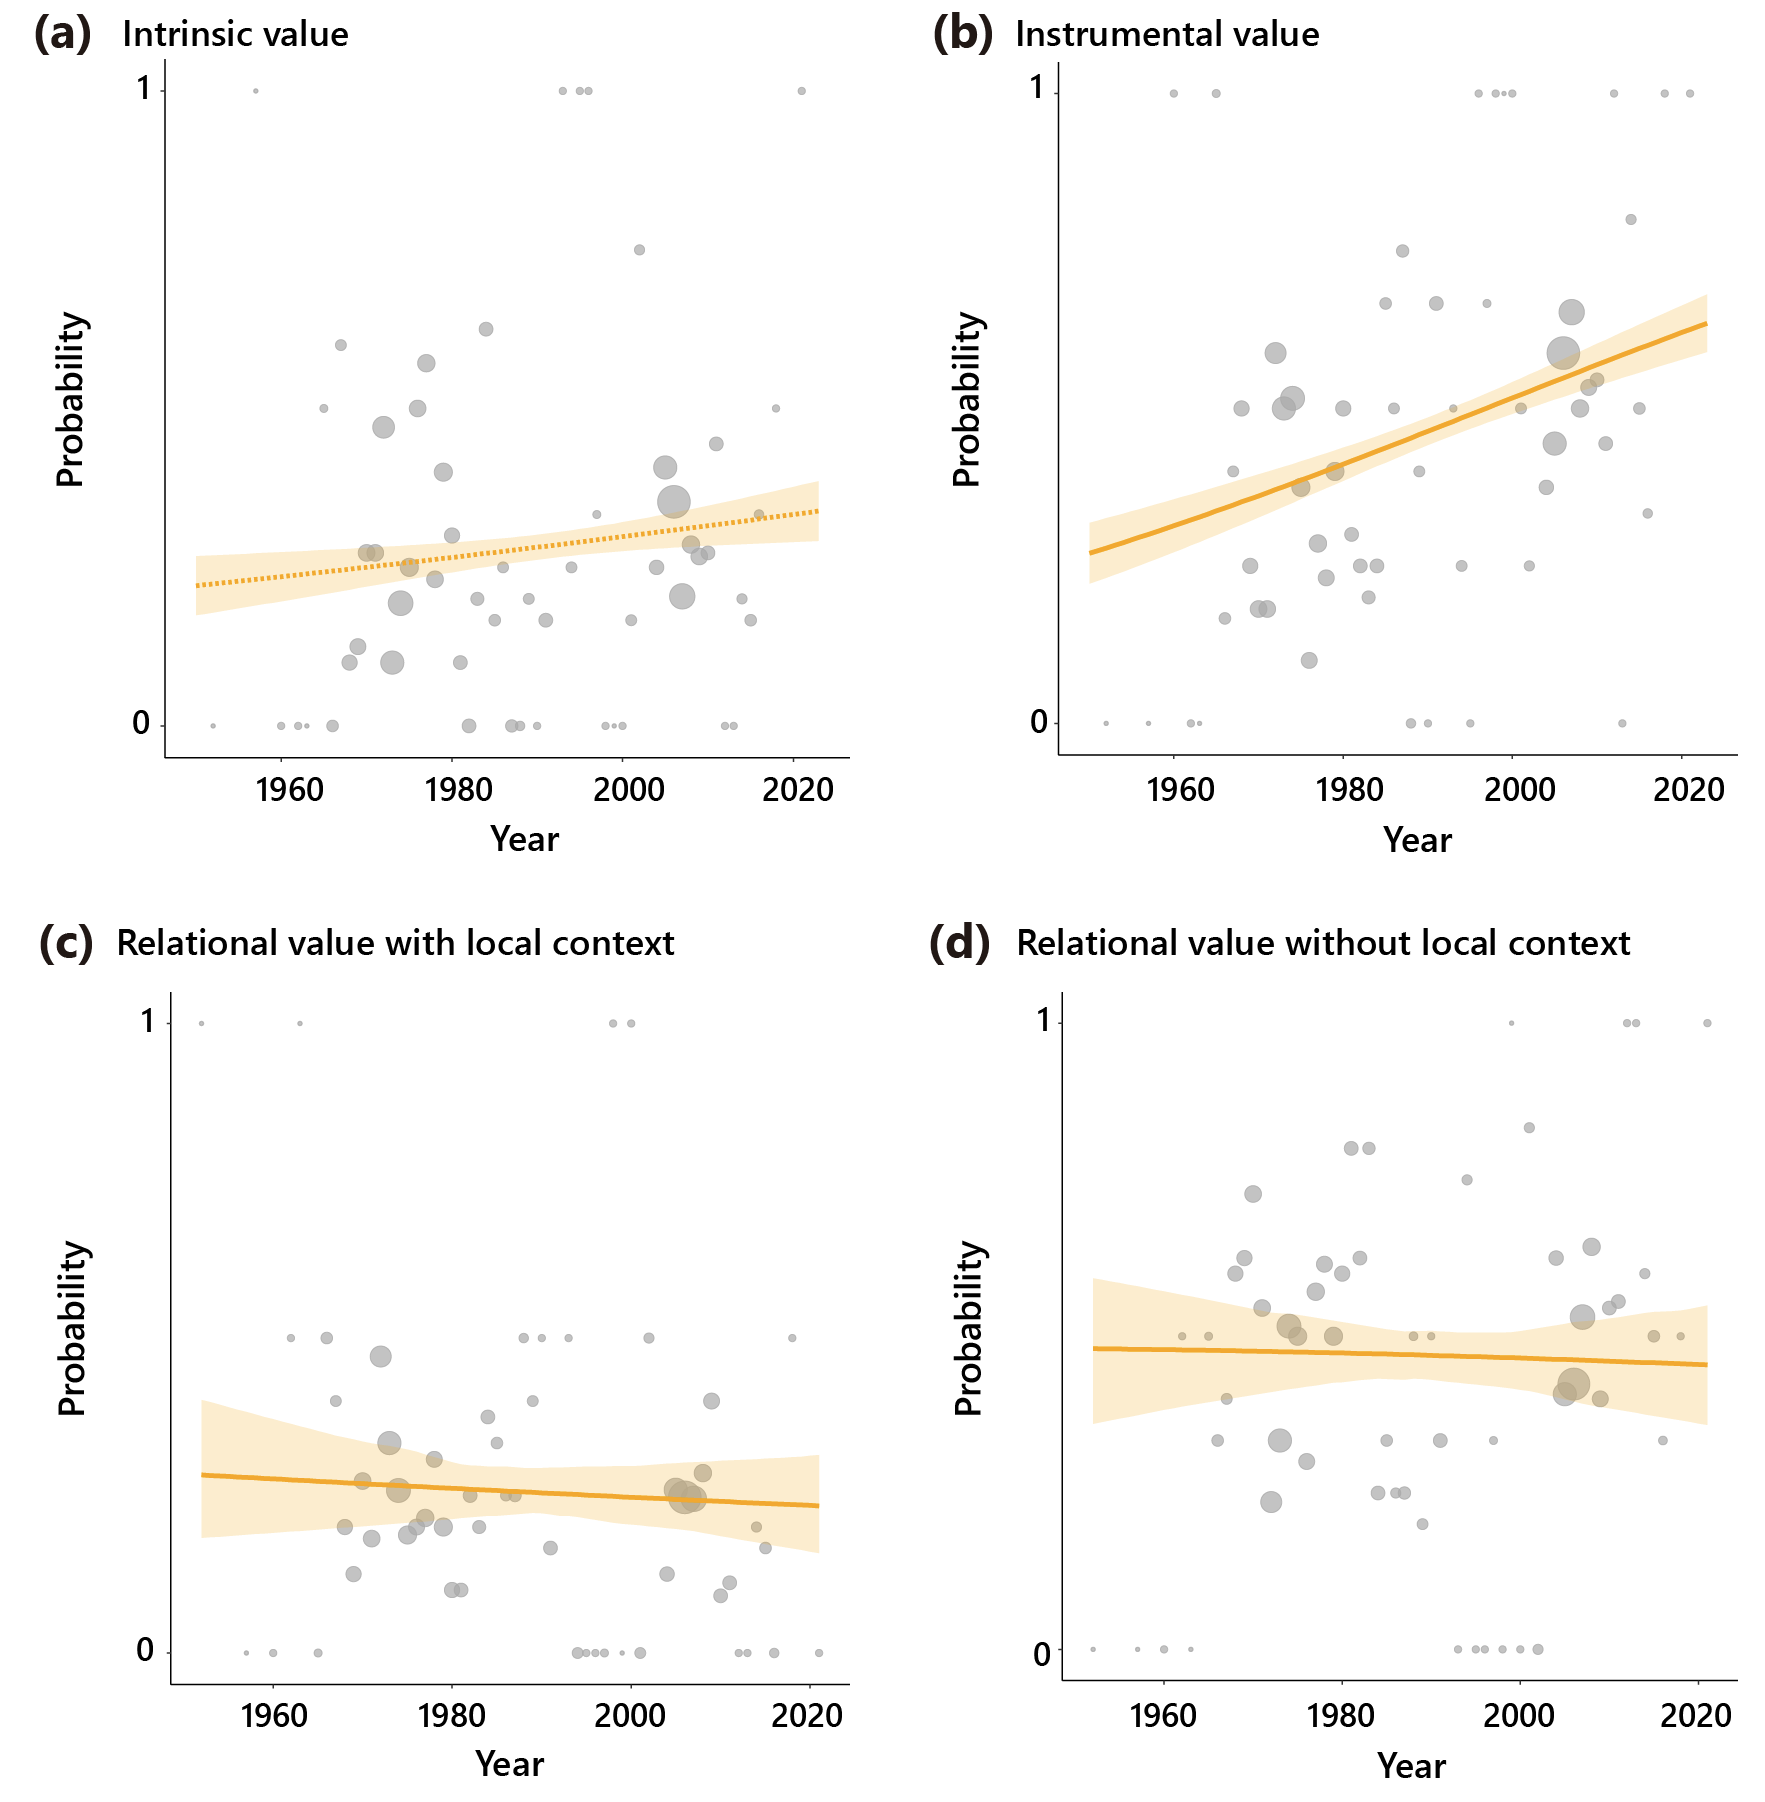 (a) Intrinsic value
1
Probability
0
1960 1980 2000 2020
Year
(b) Instrumental value
1
Probability
0
1960 1980 2000 2020
Year
(c) Relational value with local context
1
Probability
0
1960 1980 2000 2020
Year
(d) Relational value without local context
1
Probability
0
1960 1980 2000 2020
Year